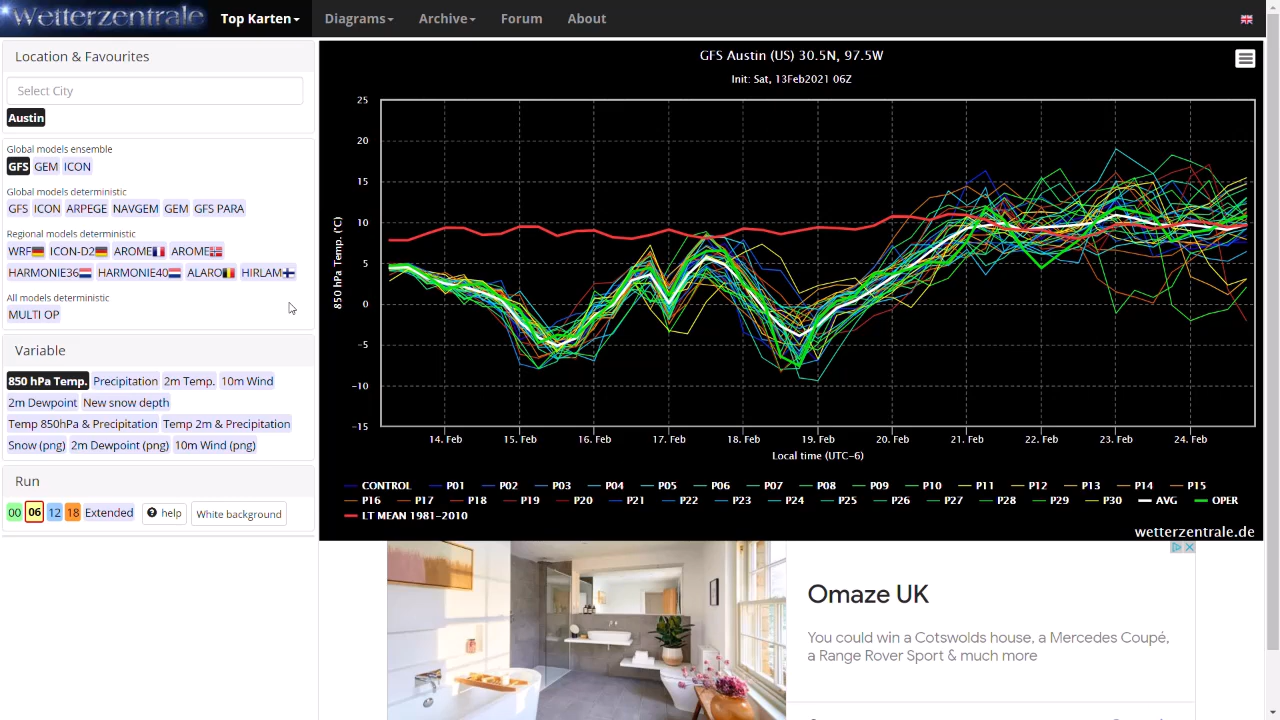 Wetterzentrale Top Karten Diagrams Archive Forum About
Location & Favourites
Select City
Austin
Global models ensemble
GFS GEM ICON
Global models deterministic
GFS ICON ARPEGE NAVGEM GEM GFS PARA
Regional models deterministic
WRF ICON-D2 AROME AROME
HARMONIE36 HARMONIE40 ALARO HIRLAM
All models deterministic
MULTI OP
Variable
850 hPa Temp. Precipitation 2m Temp. 10m Wind
2m Dewpoint New snow depth
Temp 850hPa & Precipitation Temp 2m & Precipitation
Snow (png) 2m Dewpoint (png) 10m Wind (png)
Run
00 06 12 18 Extended help White background
GFS Austin (US) 30.5N, 97.5W
Init: Sat, 13Feb2021 06Z
850 hPa Temp. (°C)
25
20
15
10
5
0
−5
−10
−15
14. Feb 15. Feb 16. Feb 17. Feb 18. Feb 19. Feb 20. Feb 21. Feb 22. Feb 23. Feb 24. Feb
Local time (UTC-6)
CONTROL P01 P02 P03 P04 P05 P06 P07 P08 P09 P10 P11 P12 P13 P14 P15
P16 P17 P18 P19 P20 P21 P22 P23 P24 P25 P26 P27 P28 P29 P30 AVG OPER
LT MEAN 1981-2010
wetterzentrale.de
Omaze UK
You could win a Cotswolds house, a Mercedes Coupé,
a Range Rover Sport & much more